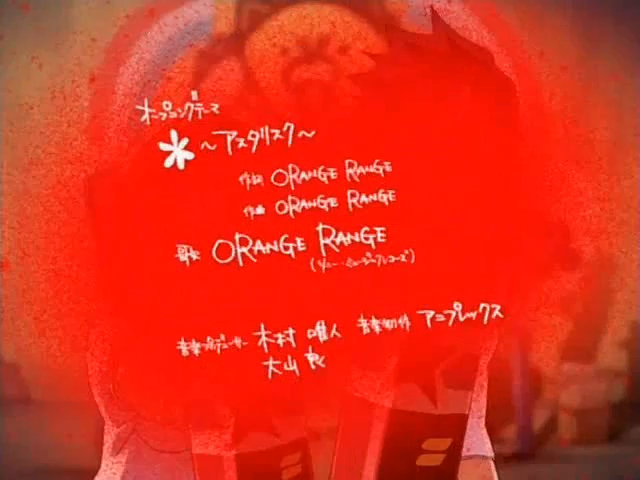 オープニングテーマ
* ～アスタリスク～
作詞 ORANGE RANGE
作曲 ORANGE RANGE
歌 ORANGE RANGE
(ソニー・ミュージックレコーズ)
音楽プロデューサー 木村 唯人 音楽制作 アニプレックス
大山 良